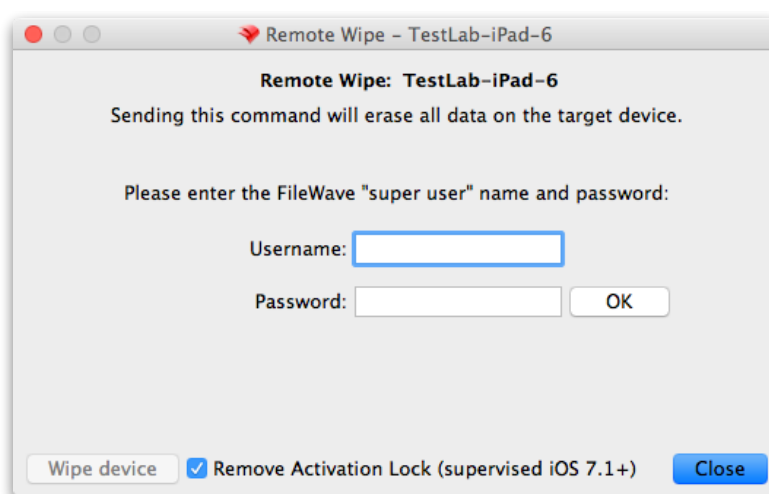 Remote Wipe – TestLab-iPad-6
Remote Wipe: TestLab-iPad-6
Sending this command will erase all data on the target device.
Please enter the FileWave "super user" name and password:
Username:
Password:
OK
Wipe device
Remove Activation Lock (supervised iOS 7.1+)
Close